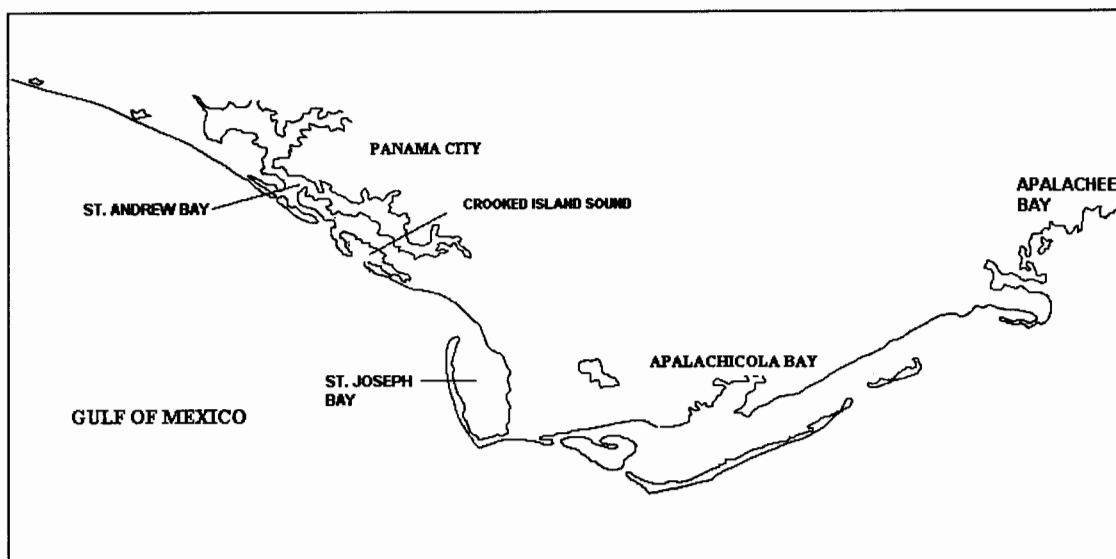 PANAMA CITY
APALACHEE
BAY
ST. ANDREW BAY
CROOKED ISLAND SOUND
APALACHICOLA BAY
ST. JOSEPH
BAY
GULF OF MEXICO